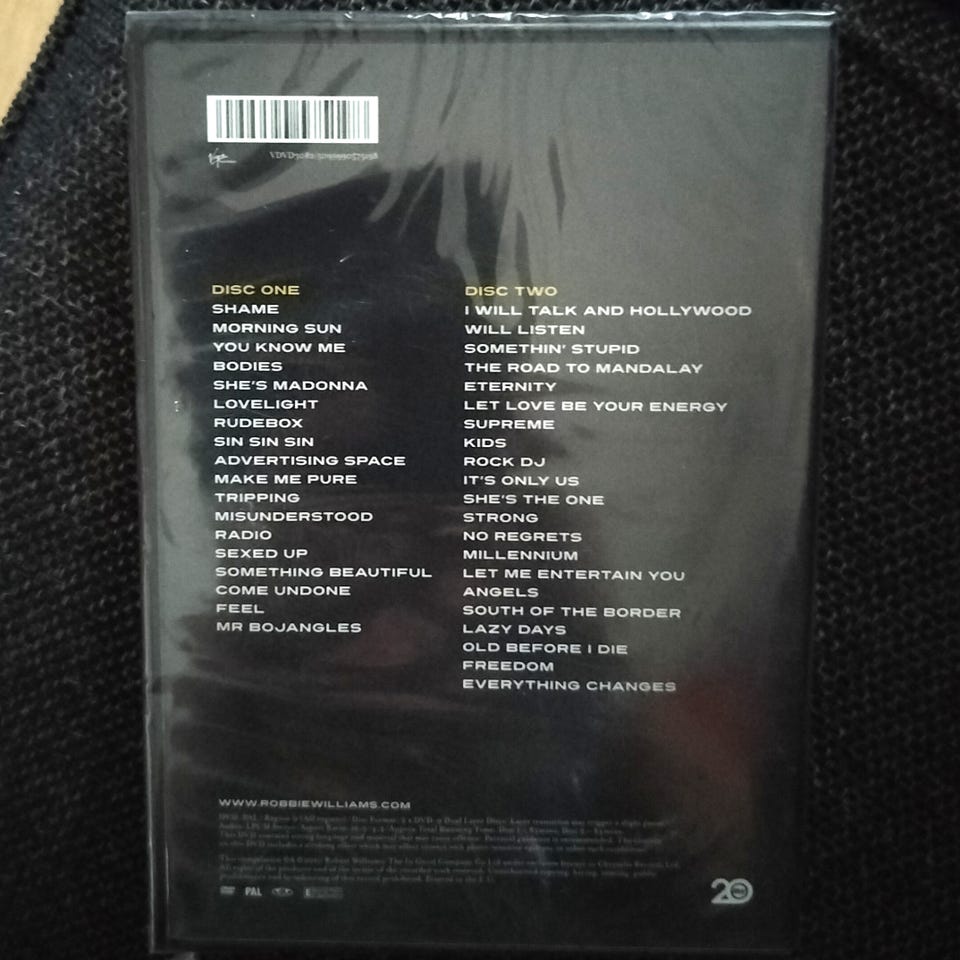 DISC ONE
SHAME
MORNING SUN
YOU KNOW ME
BODIES
SHE'S MADONNA
LOVELIGHT
RUDEBOX
SIN SIN SIN
ADVERTISING SPACE
MAKE ME PURE
TRIPPING
MISUNDERSTOOD
RADIO
SEXED UP
SOMETHING BEAUTIFUL
COME UNDONE
FEEL
MR BOJANGLES
DISC TWO
I WILL TALK AND HOLLYWOOD
WILL LISTEN
SOMETHIN' STUPID
THE ROAD TO MANDALAY
ETERNITY
LET LOVE BE YOUR ENERGY
SUPREME
KIDS
ROCK DJ
IT'S ONLY US
SHE'S THE ONE
STRONG
NO REGRETS
MILLENNIUM
LET ME ENTERTAIN YOU
ANGELS
SOUTH OF THE BORDER
LAZY DAYS
OLD BEFORE I DIE
FREEDOM
EVERYTHING CHANGES
WWW.ROBBIEWILLIAMS.COM
PAL
20